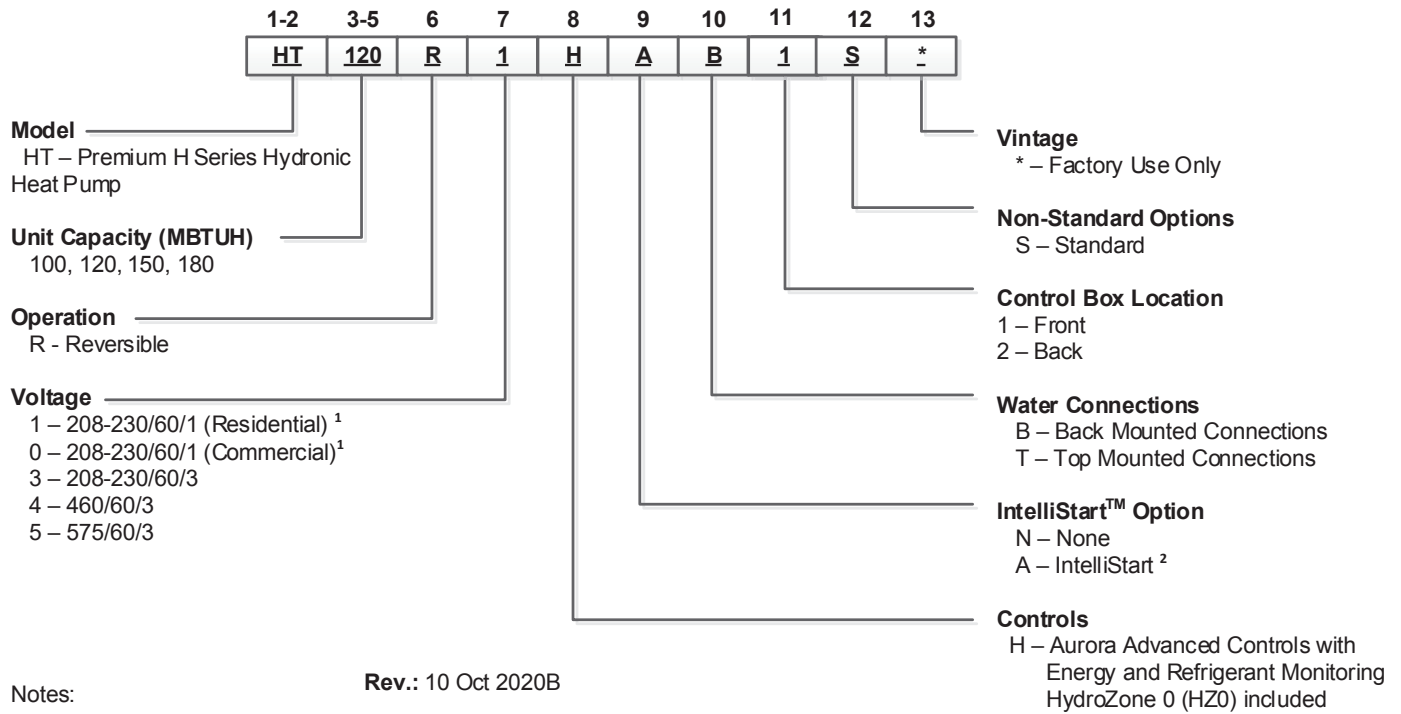 1-2 3-5 6 7 8 9 10 11 12 13
HT 120 R 1 H A B 1 S *
Model
HT – Premium H Series Hydronic
Heat Pump
Unit Capacity (MBTUH)
100, 120, 150, 180
Operation
R - Reversible
Voltage
1 – 208-230/60/1 (Residential) ¹
0 – 208-230/60/1 (Commercial)¹
3 – 208-230/60/3
4 – 460/60/3
5 – 575/60/3
Vintage
* – Factory Use Only
Non-Standard Options
S – Standard
Control Box Location
1 – Front
2 – Back
Water Connections
B – Back Mounted Connections
T – Top Mounted Connections
IntelliStart™ Option
N – None
A – IntelliStart ²
Controls
H – Aurora Advanced Controls with
Energy and Refrigerant Monitoring
HydroZone 0 (HZ0) included
Rev.: 10 Oct 2020B
Notes: